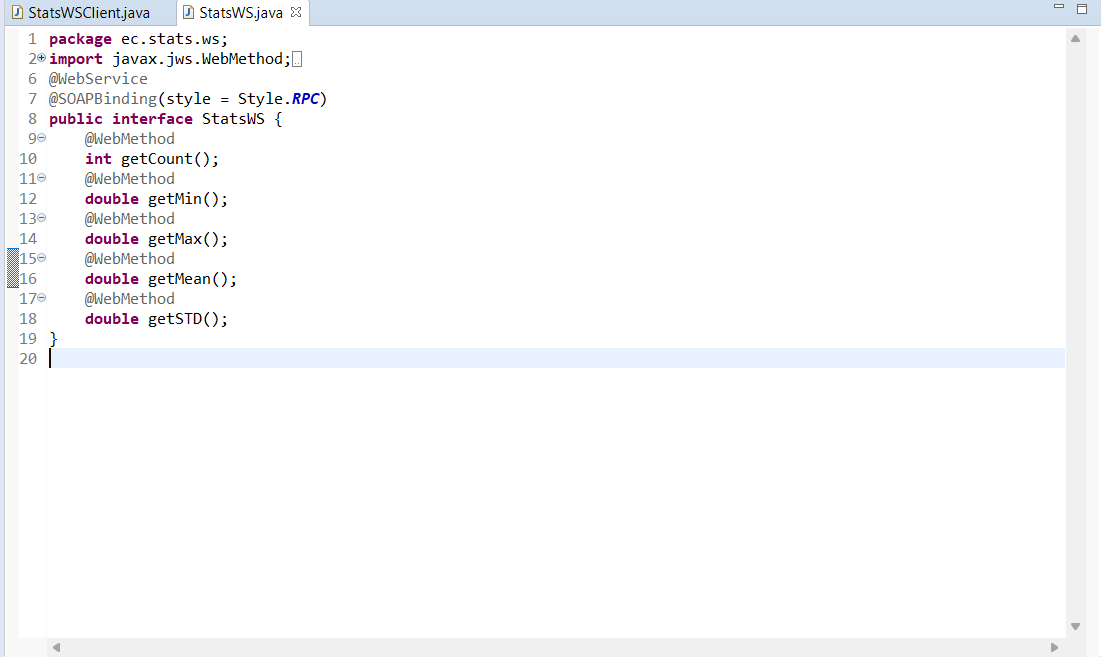 StatsWSClient.java StatsWS.java
1 package ec.stats.ws;
2 import javax.jws.WebMethod;
6 @WebService
7 @SOAPBinding(style = Style.RPC)
8 public interface StatsWS {
9 @WebMethod
10 int getCount();
11 @WebMethod
12 double getMin();
13 @WebMethod
14 double getMax();
15 @WebMethod
16 double getMean();
17 @WebMethod
18 double getSTD();
19 }
20